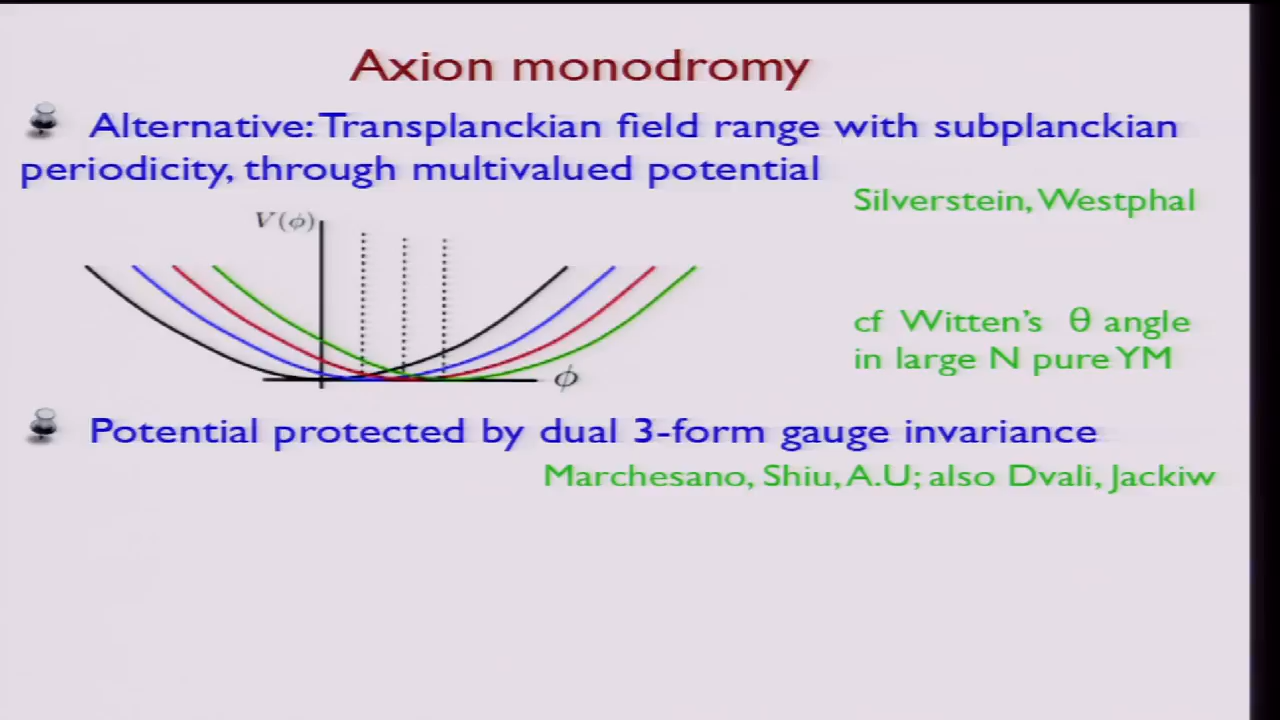 Axion monodromy
Alternative: Transplanckian field range with subplanckian
periodicity, through multivalued potential
Silverstein, Westphal
V(ϕ)
cf Witten's θ angle
in large N pure YM
ϕ
Potential protected by dual 3-form gauge invariance
Marchesano, Shiu, A.U; also Dvali, Jackiw